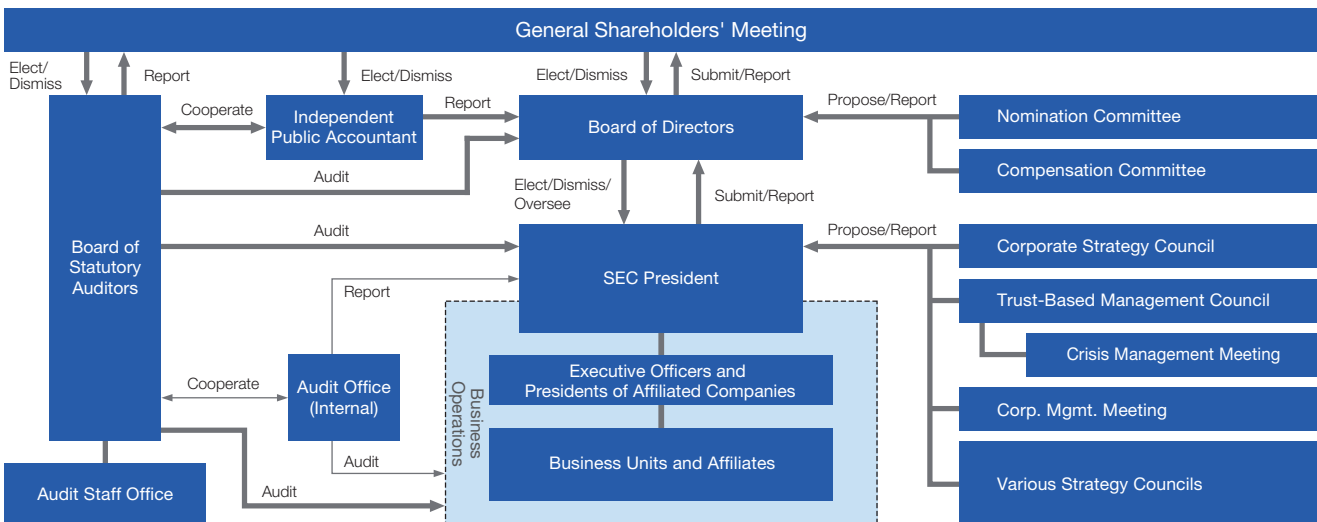 General Shareholders' Meeting
Elect/
Dismiss
Report
Elect/Dismiss
Elect/Dismiss
Submit/Report
Cooperate
Independent
Public Accountant
Report
Board of Directors
Propose/Report
Nomination Committee
Compensation Committee
Audit
Elect/Dismiss/
Oversee
Submit/Report
Board of
Statutory
Auditors
Audit
SEC President
Propose/Report
Corporate Strategy Council
Report
Trust-Based Management Council
Crisis Management Meeting
Cooperate
Audit Office
(Internal)
Business
Operations
Executive Officers and
Presidents of Affiliated Companies
Corp. Mgmt. Meeting
Business Units and Affiliates
Audit
Audit Staff Office
Audit
Various Strategy Councils